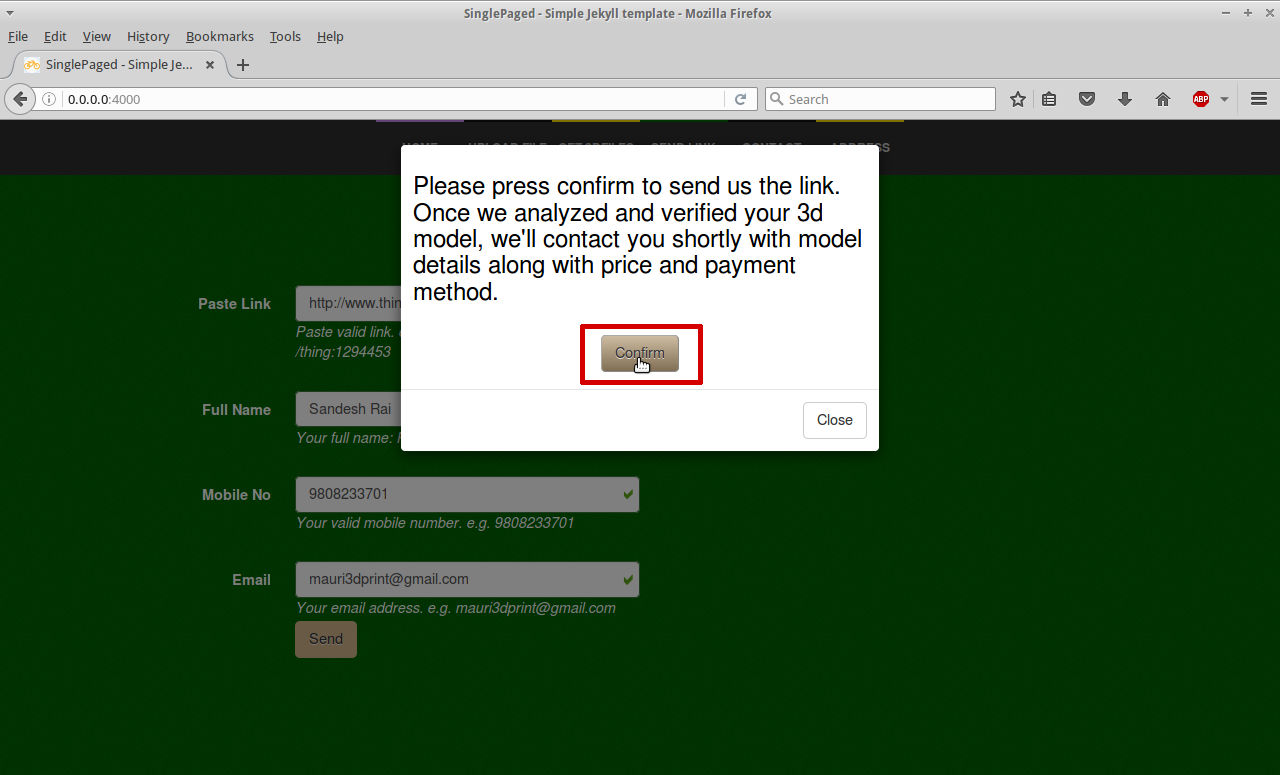 SinglePaged - Simple Jekyll template - Mozilla Firefox
File Edit View History Bookmarks Tools Help
SinglePaged - Simple Je...
0.0.0.0:4000
Search
ABP
Please press confirm to send us the link.
Once we analyzed and verified your 3d
model, we'll contact you shortly with model
details along with price and payment
method.
Confirm
Close
Paste Link
http://www.thin
Paste valid link.
/thing:1294453
Full Name
Sandesh Rai
Your full name:
Mobile No
9808233701
Your valid mobile number. e.g. 9808233701
Email
mauri3dprint@gmail.com
Your email address. e.g. mauri3dprint@gmail.com
Send